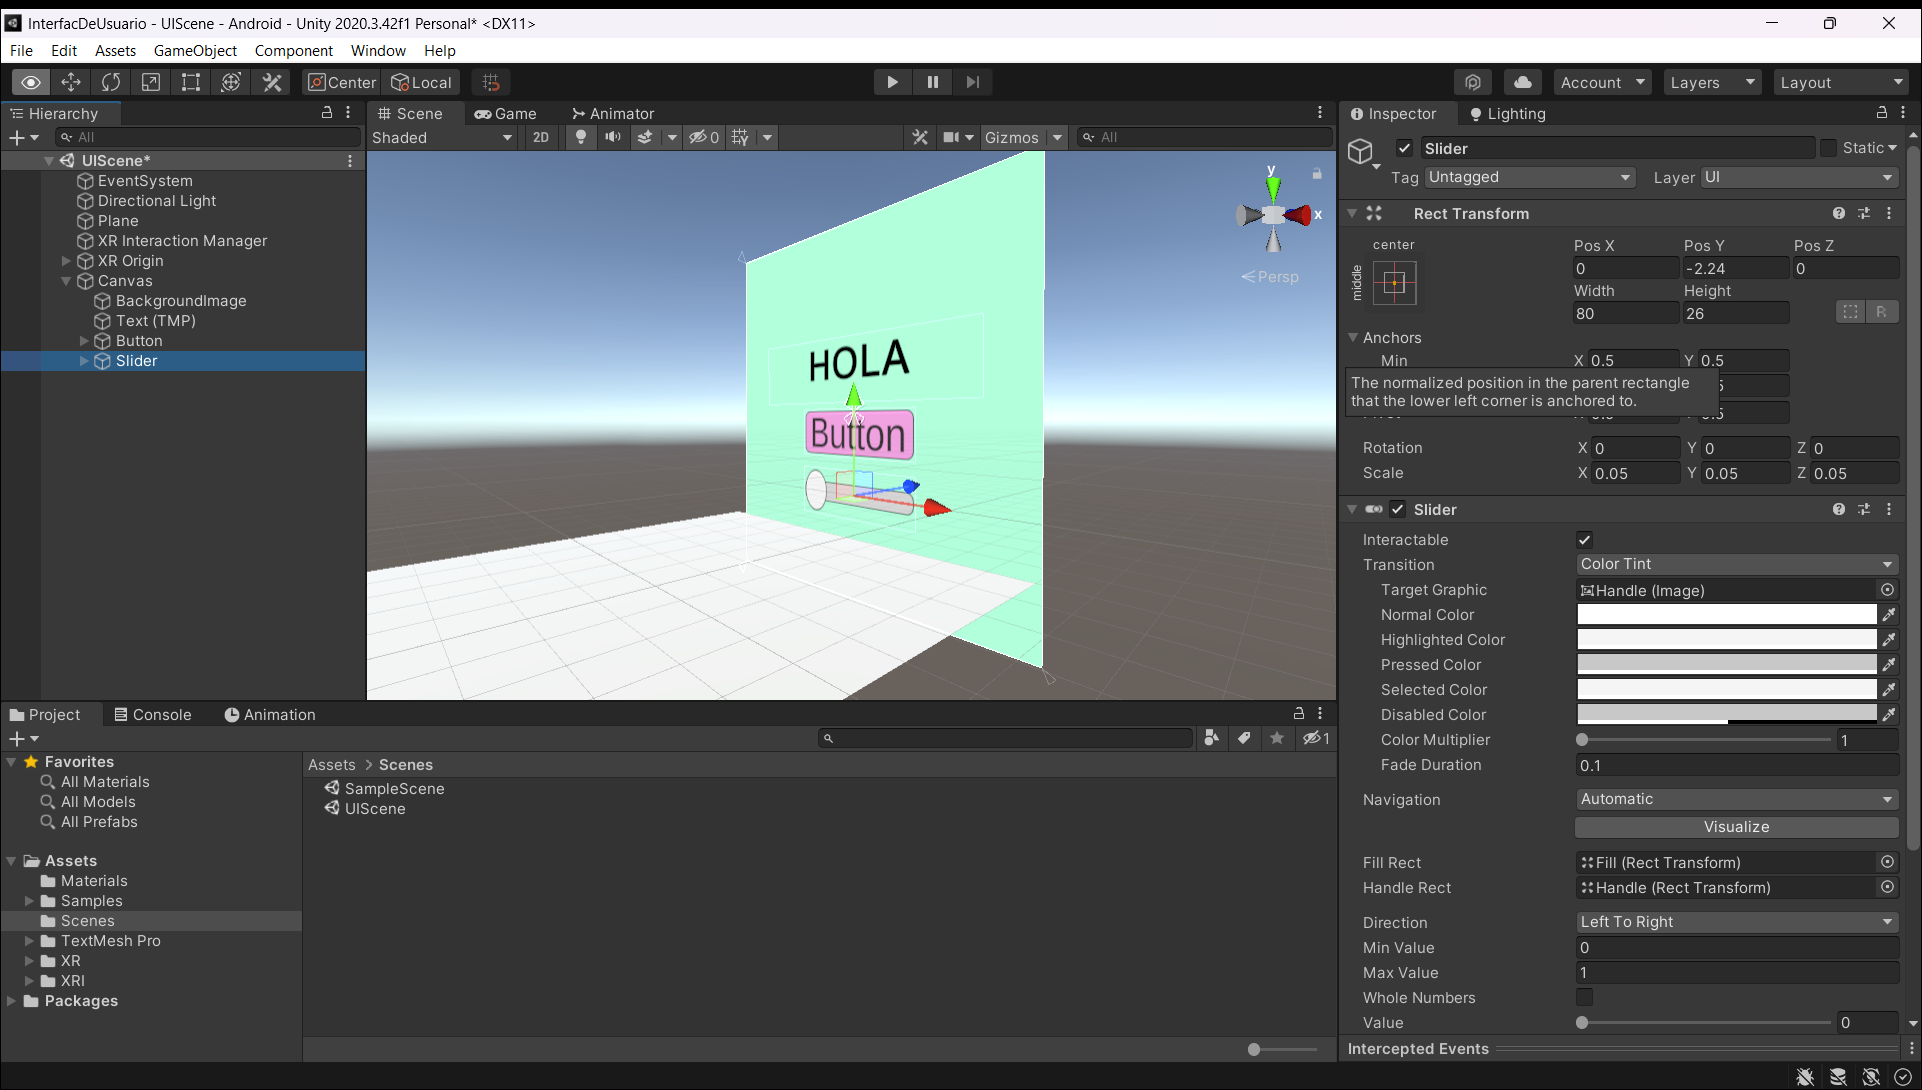 InterfacDeUsuario - UIScene - Android - Unity 2020.3.42f1 Personal* <DX11>
File Edit Assets GameObject Component Window Help
Center Local Account Layers Layout
Hierarchy
All
UIScene*
EventSystem
Directional Light
Plane
XR Interaction Manager
XR Origin
Canvas
BackgroundImage
Text (TMP)
Button
Slider
Scene Game Animator
Shaded 2D 0 Gizmos All
y
x
Persp
HOLA
Button
Inspector Lighting
Slider Static
Tag Untagged Layer UI
Rect Transform
center
middle
Pos X Pos Y Pos Z
0 -2.24 0
Width Height
80 26 R
Anchors
Min X 0.5 Y 0.5
The normalized position in the parent rectangle
that the lower left corner is anchored to.
Rotation X 0 Y 0 Z 0
Scale X 0.05 Y 0.05 Z 0.05
Slider
Interactable
Transition Color Tint
Target Graphic Handle (Image)
Normal Color
Highlighted Color
Pressed Color
Selected Color
Disabled Color
Color Multiplier 1
Fade Duration 0.1
Navigation Automatic
Visualize
Fill Rect Fill (Rect Transform)
Handle Rect Handle (Rect Transform)
Direction Left To Right
Min Value 0
Max Value 1
Whole Numbers
Value 0
Intercepted Events
Project Console Animation
1
Favorites
All Materials
All Models
All Prefabs
Assets
Materials
Samples
Scenes
TextMesh Pro
XR
XRI
Packages
Assets > Scenes
SampleScene
UIScene